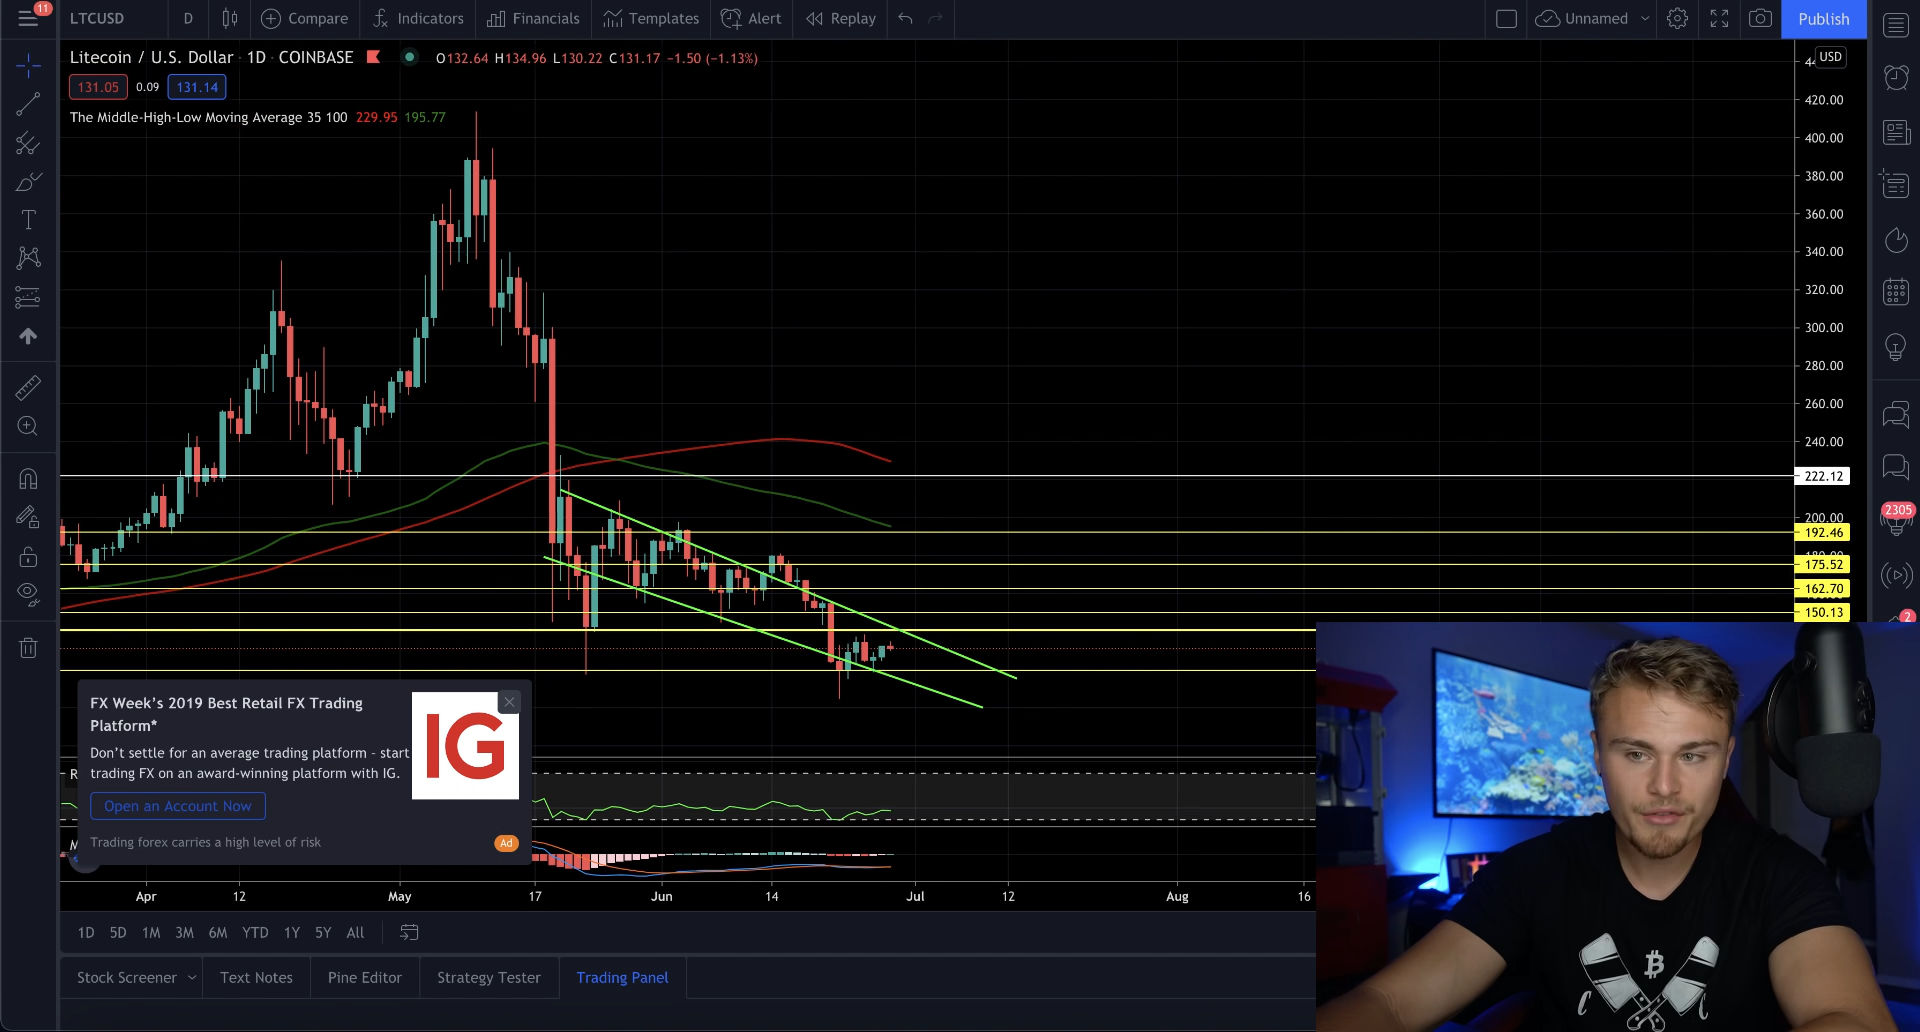 11
LTCUSD D Compare Indicators Financials Templates Alert Replay Unnamed Publish
Litecoin / U.S. Dollar · 1D · COINBASE O132.64 H134.96 L130.22 C131.17 −1.50 (−1.13%)
131.05 0.09 131.14
The Middle-High-Low Moving Average 35 100 229.95 195.77
USD
420.00
400.00
380.00
360.00
340.00
320.00
300.00
280.00
260.00
240.00
222.12
200.00
192.46
180.00
175.52
162.70
150.13
2305
2
FX Week's 2019 Best Retail FX Trading
Platform*
Don't settle for an average trading platform - start
trading FX on an award-winning platform with IG.
IG
Open an Account Now
Trading forex carries a high level of risk
Ad
R
M
Apr 12 May 17 Jun 14 Jul 12 Aug 16
1D 5D 1M 3M 6M YTD 1Y 5Y All
Stock Screener Text Notes Pine Editor Strategy Tester Trading Panel